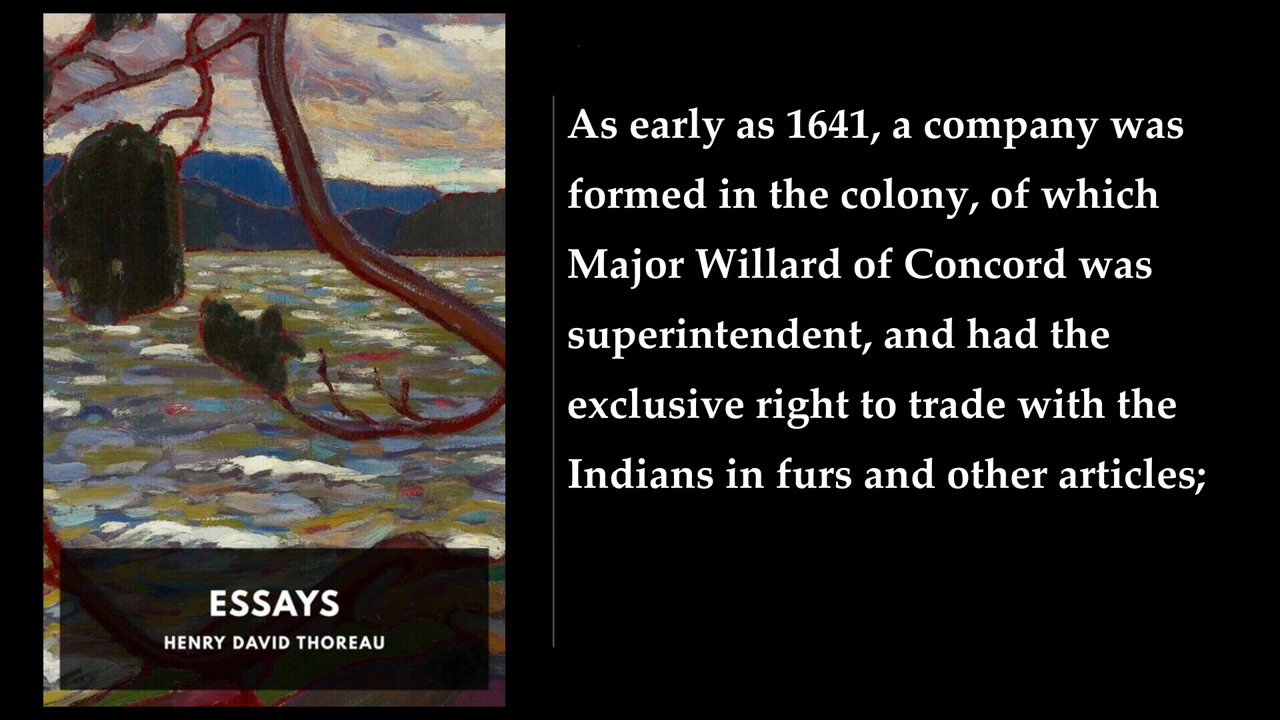 ESSAYS
HENRY DAVID THOREAU
As early as 1641, a company was
formed in the colony, of which
Major Willard of Concord was
superintendent, and had the
exclusive right to trade with the
Indians in furs and other articles;